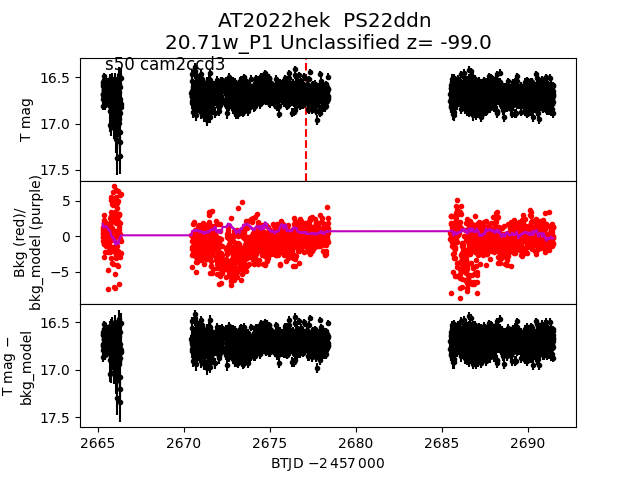 AT2022hek  PS22ddn
20.71w_P1 Unclassified z= -99.0
s50 cam2ccd3
16.5
17.0
17.5
T mag
5
0
−5
Bkg (red)/
bkg_model (purple)
16.5
17.0
17.5
T mag −
bkg_model
2665
2670
2675
2680
2685
2690
BTJD −2 457 000